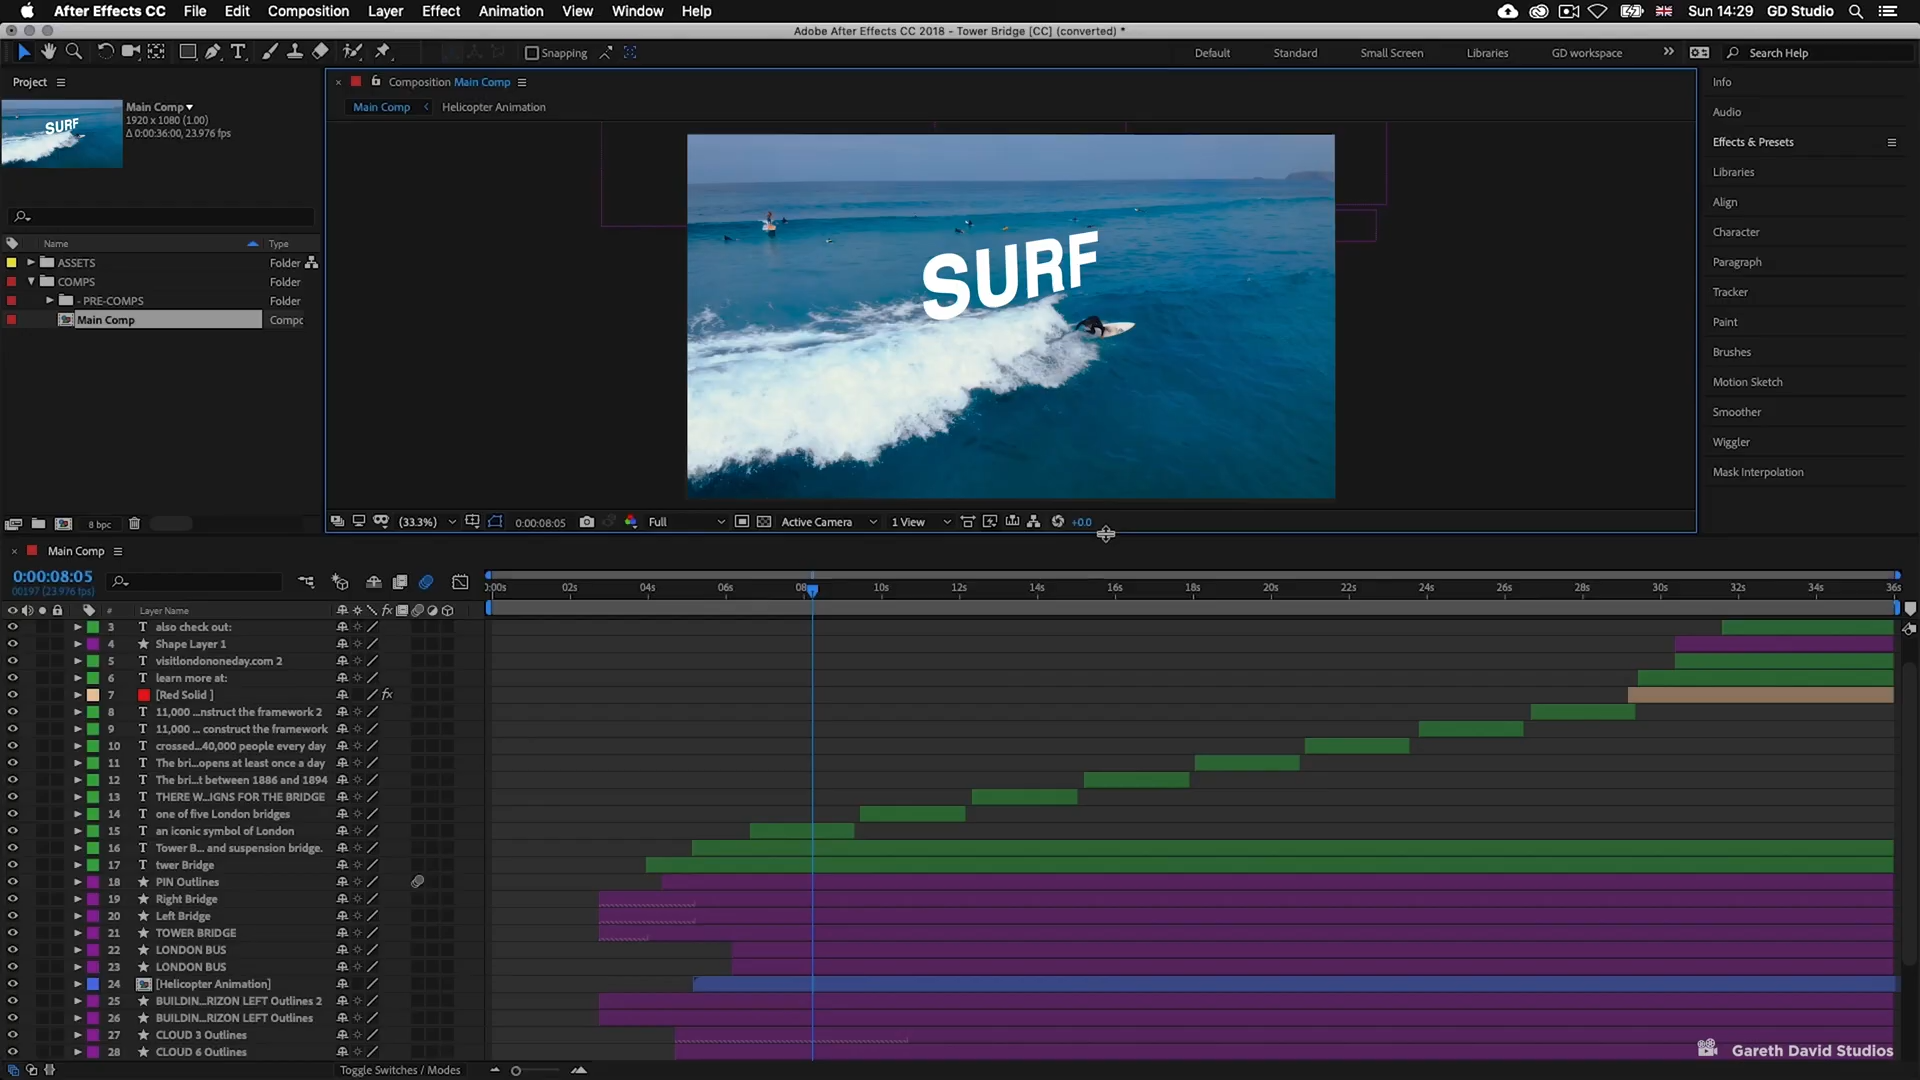 After Effects CC File Edit Composition Layer Effect Animation View Window Help Sun 14:29 GD Studio
Adobe After Effects CC 2018 - Tower Bridge [CC] (converted) *
T Snapping Default Standard Small Screen Libraries GD workspace » Search Help
Project
Main Comp
1920 x 1080 (1.00)
Δ 0:00:36:00, 23.976 fps
SURF
Name Type
ASSETS Folder
COMPS Folder
- PRE-COMPS Folder
Main Comp Compc
8 bpc
Composition Main Comp
Main Comp Helicopter Animation
SURF
(33.3%) 0:00:08:05 Full Active Camera 1 View +0.0
Info
Audio
Effects & Presets
Libraries
Align
Character
Paragraph
Tracker
Paint
Brushes
Motion Sketch
Smoother
Wiggler
Mask Interpolation
Main Comp
0:00:08:05
00197 (23.976 fps)
# Layer Name fx
:00s 02s 04s 06s 08s 10s 12s 14s 16s 18s 20s 22s 24s 26s 28s 30s 32s 34s 36s
3 T also check out:
4 Shape Layer 1
5 T visitlondononeday.com 2
6 T learn more at:
7 [Red Solid ] fx
8 T 11,000 ...nstruct the framework 2
9 T 11,000 ... construct the framework
10 T crossed...40,000 people every day
11 T The bri...opens at least once a day
12 T The bri...t between 1886 and 1894
13 T THERE W...IGNS FOR THE BRIDGE
14 T one of five London bridges
15 T an iconic symbol of London
16 T Tower B... and suspension bridge.
17 T twer Bridge
18 PIN Outlines
19 Right Bridge
20 Left Bridge
21 TOWER BRIDGE
22 LONDON BUS
23 LONDON BUS
24 [Helicopter Animation]
25 BUILDIN...RIZON LEFT Outlines 2
26 BUILDIN...RIZON LEFT Outlines
27 CLOUD 3 Outlines
28 CLOUD 6 Outlines
Toggle Switches / Modes
Gareth David Studios